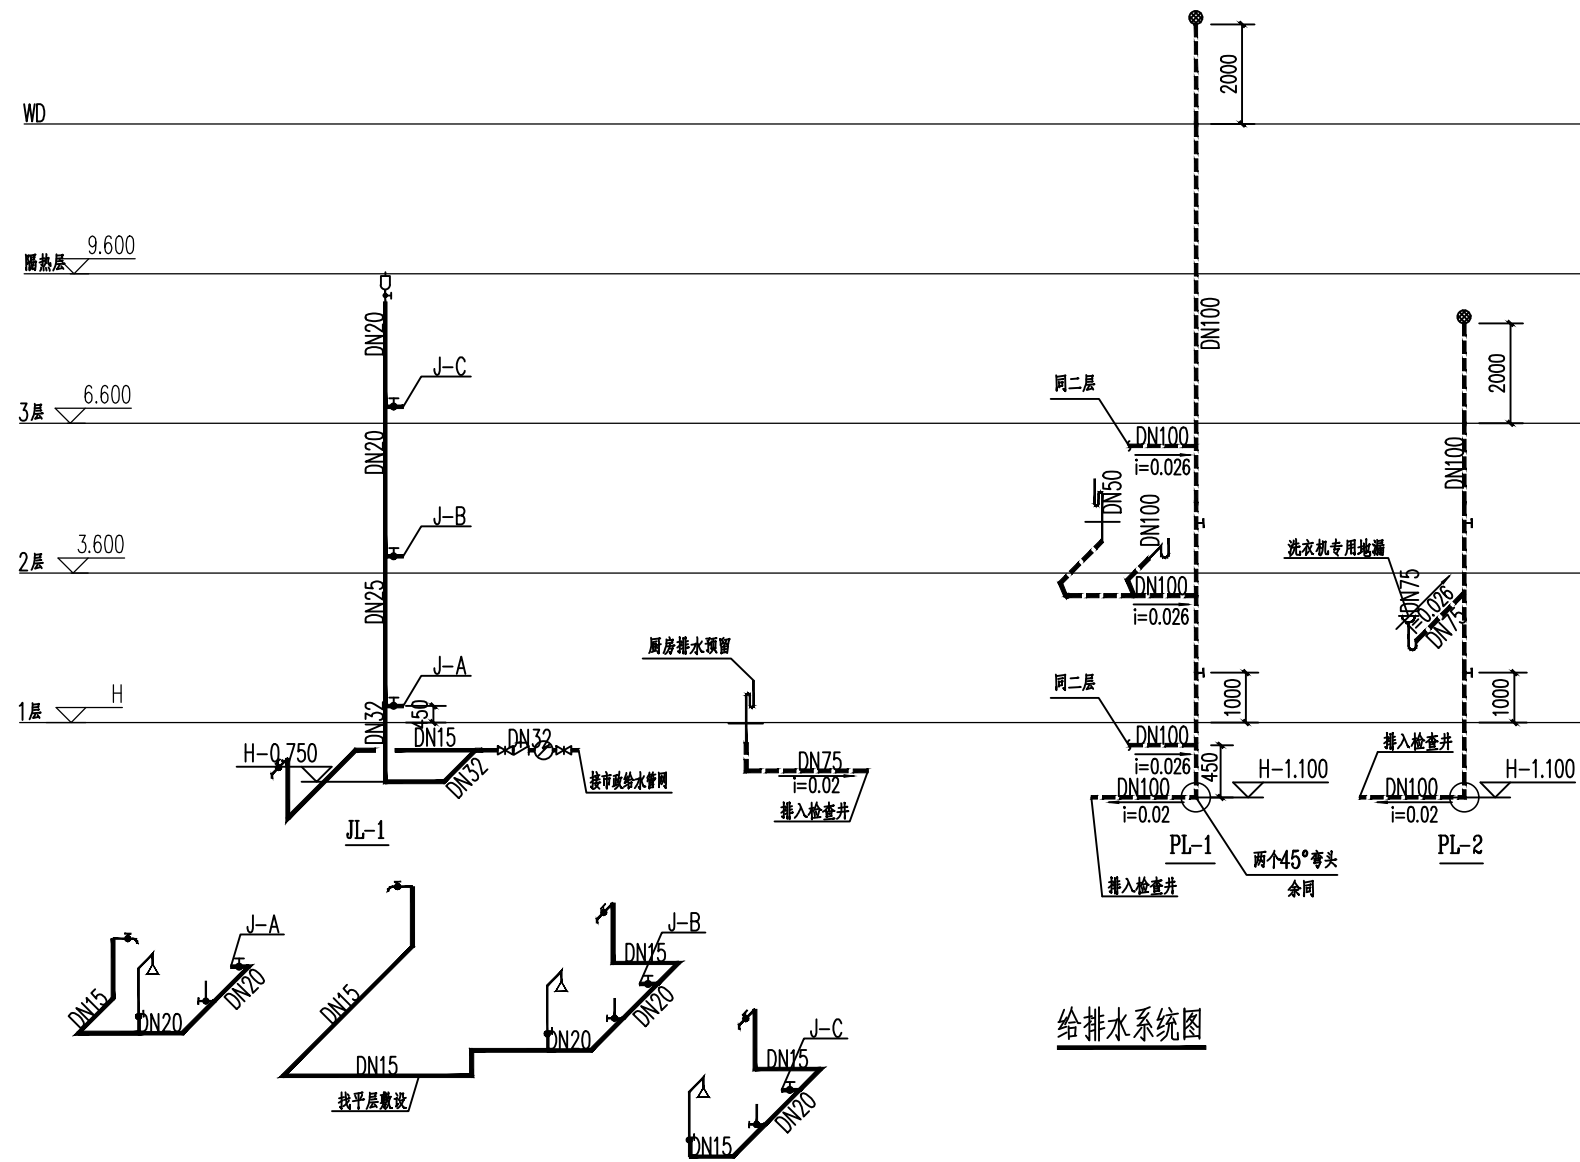 2000
WD
9.600
隔热层
DN20
DN100
J-C
2000
6.600
3层
同二层
DN100
i=0.026
DN20
DN100
DN50
DN100
J-B
3.600
2层
洗衣机专用地漏
DN25
DN100
i=0.026
DN75
i=0.026
DN75
厨房排水预留
J-A
H
1层
450
DN32
同二层
1000
1000
DN15
DN32
DN100
i=0.026
450
排入检查井
H-0.750
DN32
接市政给水管网
DN75
i=0.02
排入检查井
H-1.100
H-1.100
DN100
i=0.02
DN100
i=0.02
JL-1
PL-1
PL-2
两个45°弯头
余同
排入检查井
J-A
DN15
DN20
DN20
J-B
DN15
DN15
DN20
DN20
DN15
找平层敷设
J-C
DN15
DN20
DN15
给排水系统图